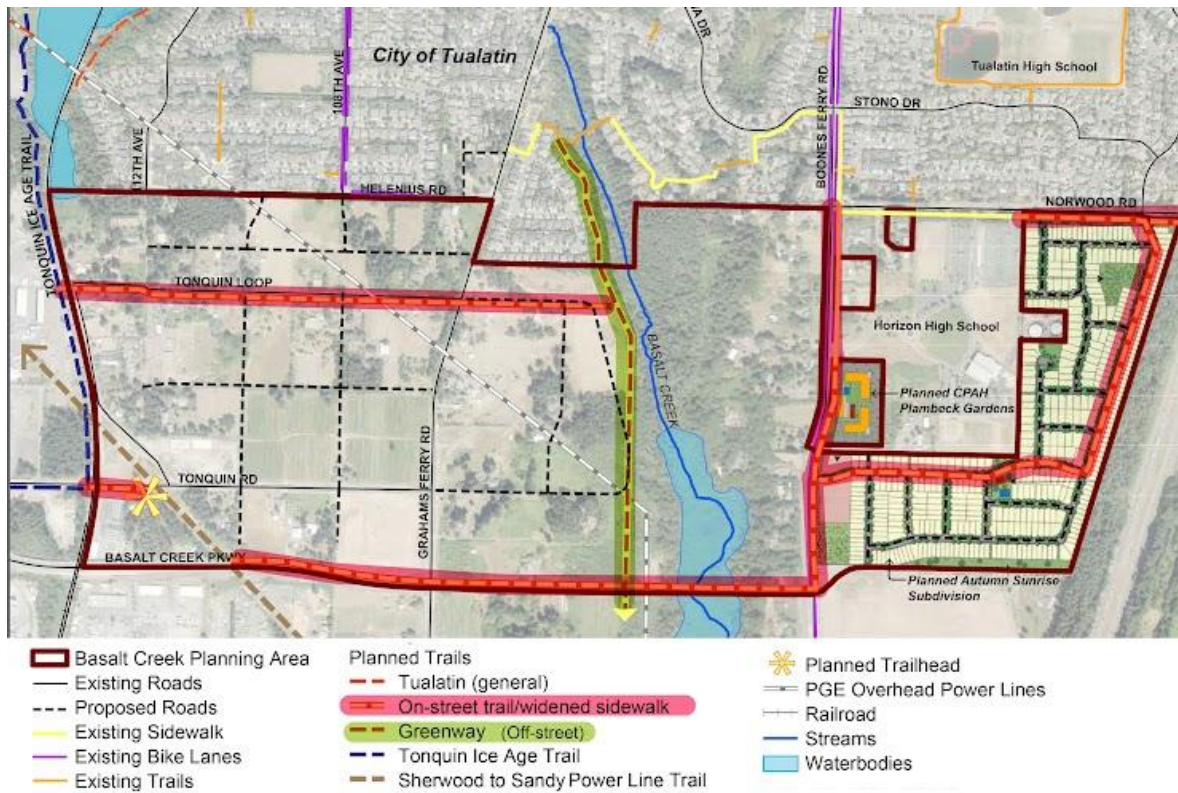 City of Tualatin
VA DR
Tualatin High School
STONO DR
108TH AVE
112TH AVE
BOONES FERRY RD
TONQUIN ICE AGE TRAIL
HELENIUS RD
NORWOOD RD
TONQUIN LOOP
Horizon High School
BASALT CREEK
Planned CPAH
Plambeck Gardens
GRAHAMS FERRY RD
TONQUIN RD
BASALT CREEK PKWY
Planned Autumn Sunrise
Subdivision
Basalt Creek Planning Area
Existing Roads
Proposed Roads
Existing Sidewalk
Existing Bike Lanes
Existing Trails
Planned Trails
Tualatin (general)
On-street trail/widened sidewalk
Greenway (Off-street)
Tonquin Ice Age Trail
Sherwood to Sandy Power Line Trail
Planned Trailhead
PGE Overhead Power Lines
Railroad
Streams
Waterbodies